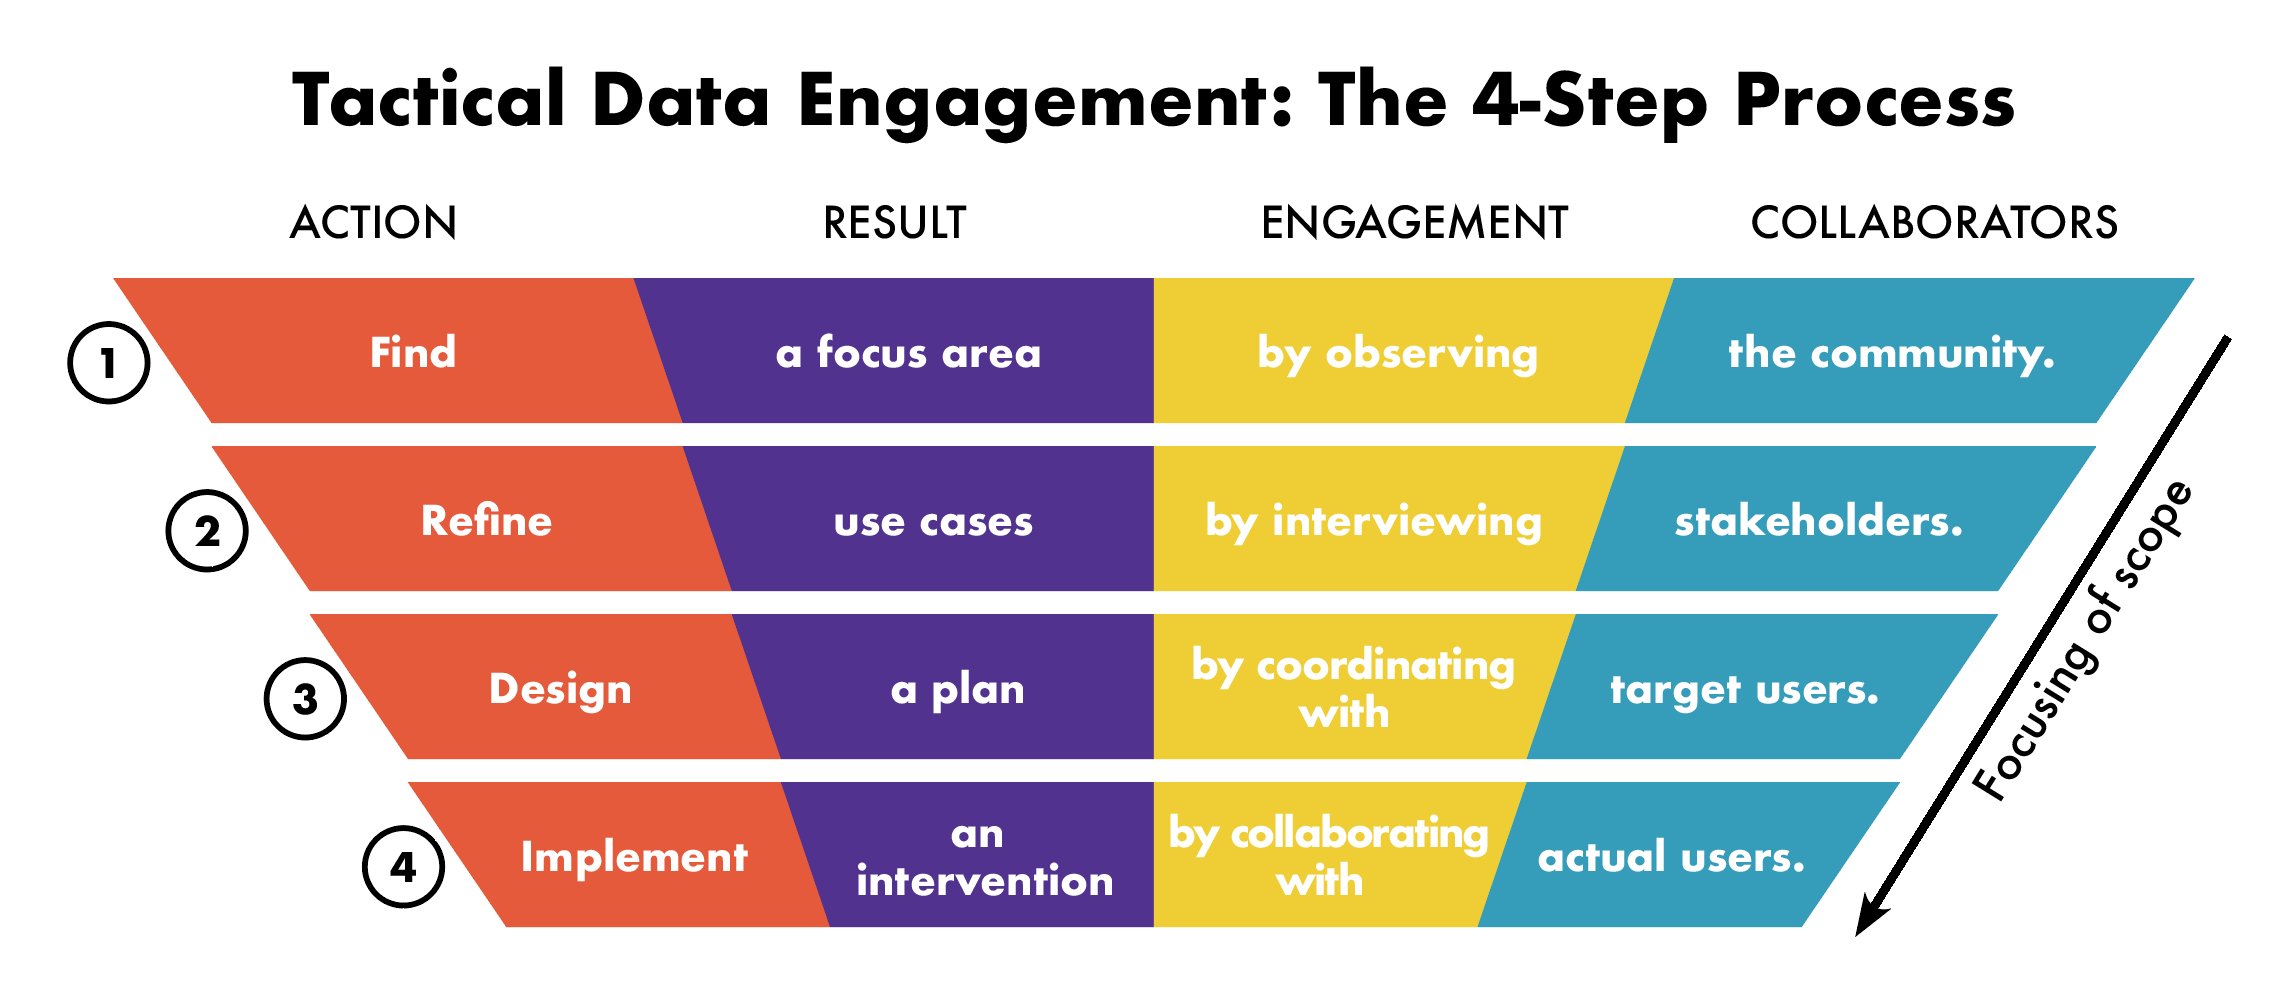 Tactical Data Engagement: The 4-Step Process
ACTION RESULT ENGAGEMENT COLLABORATORS
1 Find a focus area by observing the community.
2 Refine use cases by interviewing stakeholders.
3 Design a plan by coordinating
with target users.
4 Implement an
intervention by collaborating
with actual users.
Focusing of scope